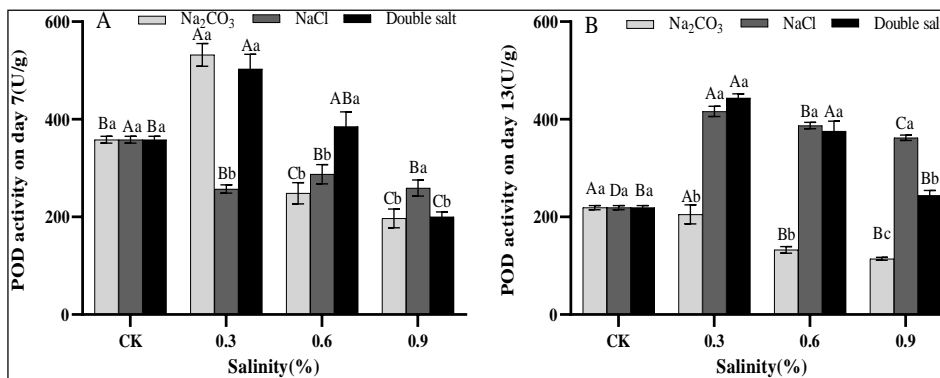 A
Na₂CO₃ NaCl Double salt
POD activity on day 7(U/g)
600
400
200
0
Ba Aa Ba
Aa Bb Aa
Cb Bb ABa
Cb Ba Cb
CK 0.3 0.6 0.9
Salinity(%)
B
Na₂CO₃ NaCl Double salt
POD activity on day 13(U/g)
600
400
200
0
Aa Da Ba
Ab Aa Aa
Bb Ba Aa
Bc Ca Bb
CK 0.3 0.6 0.9
Salinity(%)